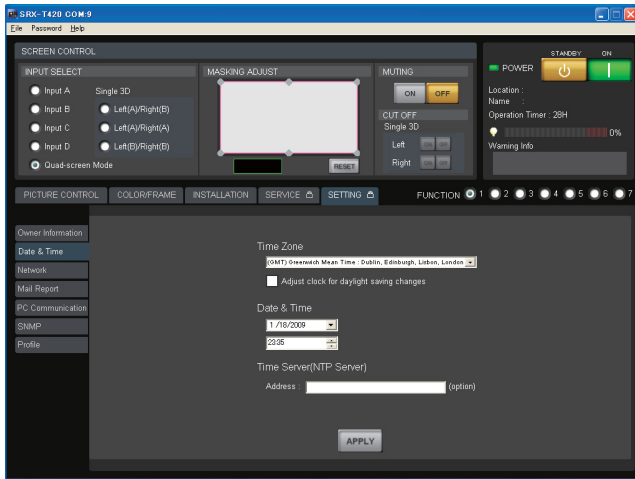 SRX-T420 COM:9
File Password Help
SCREEN CONTROL
INPUT SELECT
Input A
Input B
Input C
Input D
Quad-screen Mode
Single 3D
Left(A)/Right(B)
Left(A)/Right(A)
Left(B)/Right(B)
MASKING ADJUST
RESET
MUTING
ON OFF
CUT OFF
Single 3D
Left ON OFF
Right ON OFF
STANDBY ON
POWER
Location :
Name :
Operation Timer : 28H
0%
Warning Info
PICTURE CONTROL COLOR/FRAME INSTALLATION SERVICE SETTING FUNCTION 1 2 3 4 5 6 7
Owner Information
Date & Time
Network
Mail Report
PC Communication
SNMP
Profile
Time Zone
(GMT) Greenwich Mean Time : Dublin, Edinburgh, Lisbon, London
Adjust clock for daylight saving changes
Date & Time
1 /18/2009
23:35
Time Server(NTP Server)
Address : (option)
APPLY